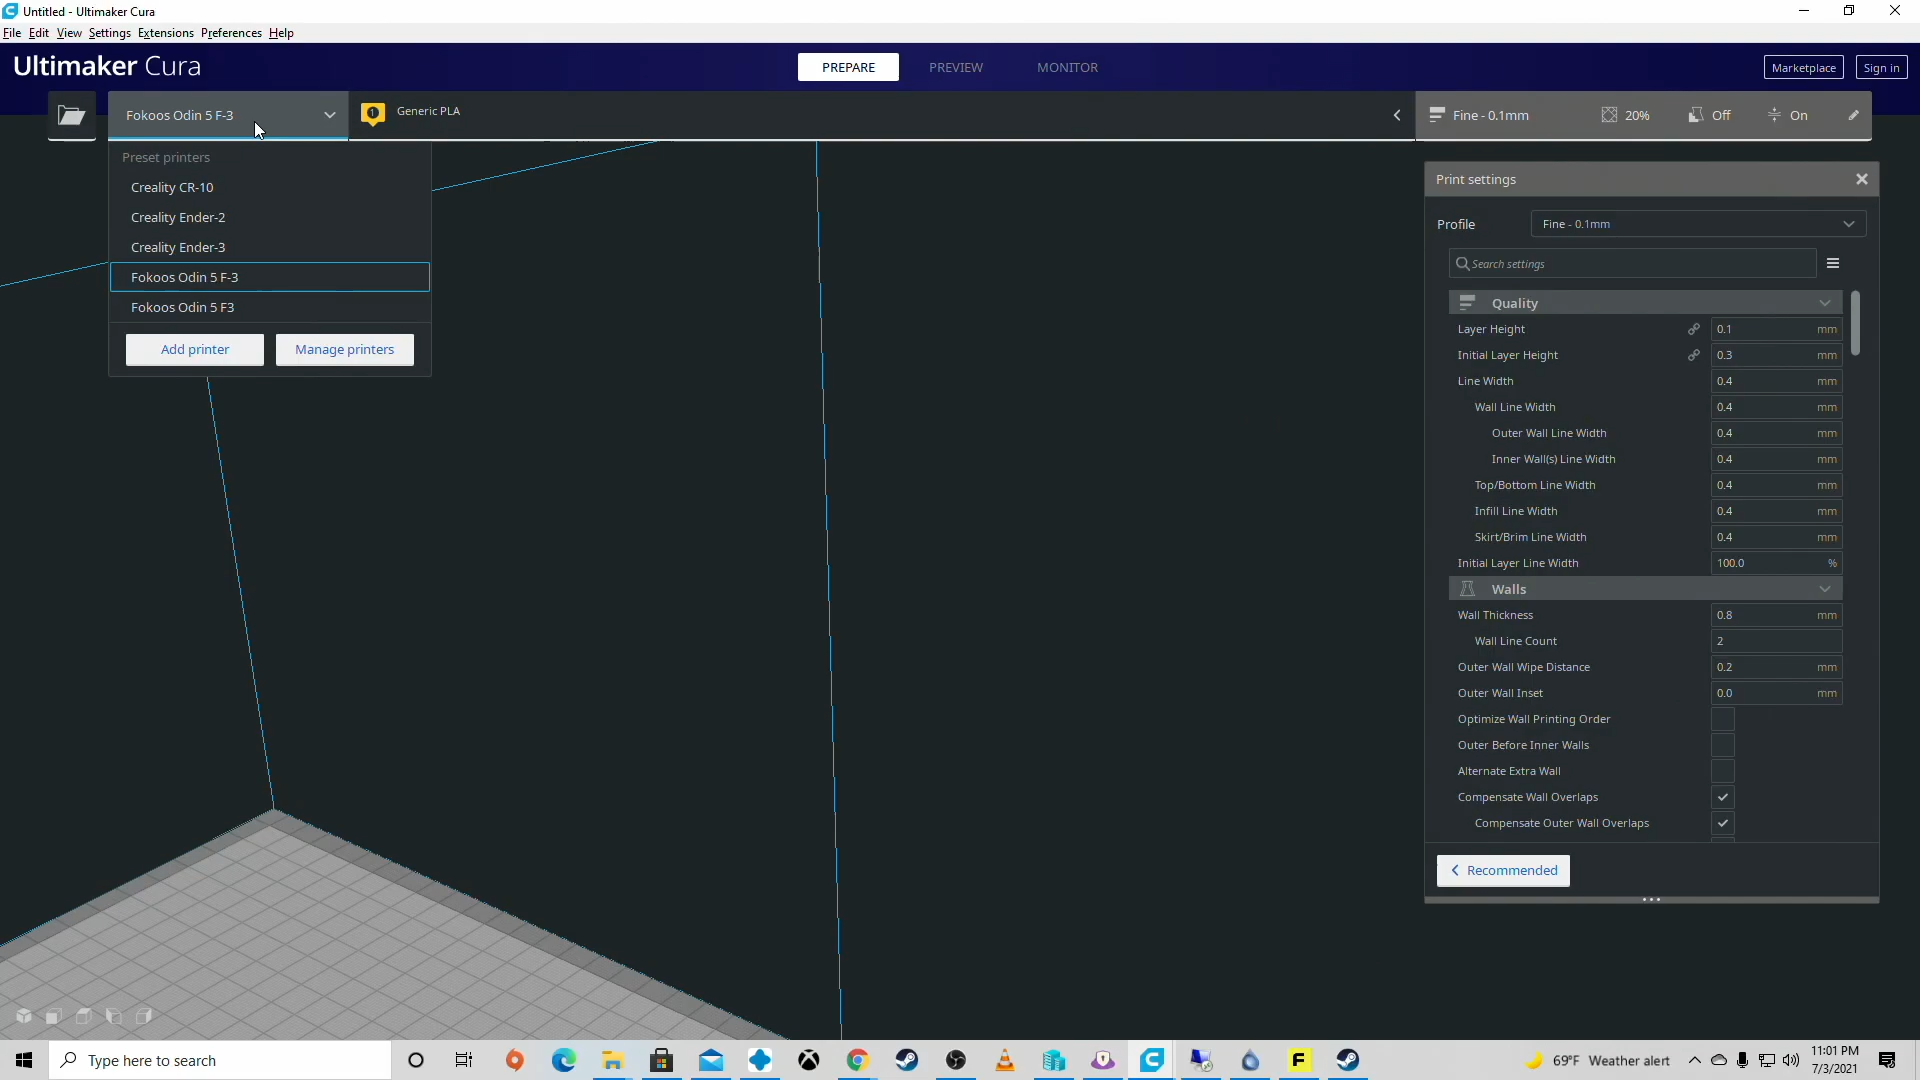 Untitled - Ultimaker Cura
File Edit View Settings Extensions Preferences Help
Ultimaker Cura
PREPARE PREVIEW MONITOR
Marketplace Sign in
Fokoos Odin 5 F-3
1 Generic PLA
Fine - 0.1mm 20% Off On
Preset printers
Creality CR-10
Creality Ender-2
Creality Ender-3
Fokoos Odin 5 F-3
Fokoos Odin 5 F3
Add printer Manage printers
Print settings
Profile Fine - 0.1mm
Search settings
Quality
Layer Height 0.1 mm
Initial Layer Height 0.3 mm
Line Width 0.4 mm
Wall Line Width 0.4 mm
Outer Wall Line Width 0.4 mm
Inner Wall(s) Line Width 0.4 mm
Top/Bottom Line Width 0.4 mm
Infill Line Width 0.4 mm
Skirt/Brim Line Width 0.4 mm
Initial Layer Line Width 100.0 %
Walls
Wall Thickness 0.8 mm
Wall Line Count 2
Outer Wall Wipe Distance 0.2 mm
Outer Wall Inset 0.0 mm
Optimize Wall Printing Order
Outer Before Inner Walls
Alternate Extra Wall
Compensate Wall Overlaps
Compensate Outer Wall Overlaps
Recommended
Type here to search
69°F Weather alert
11:01 PM
7/3/2021